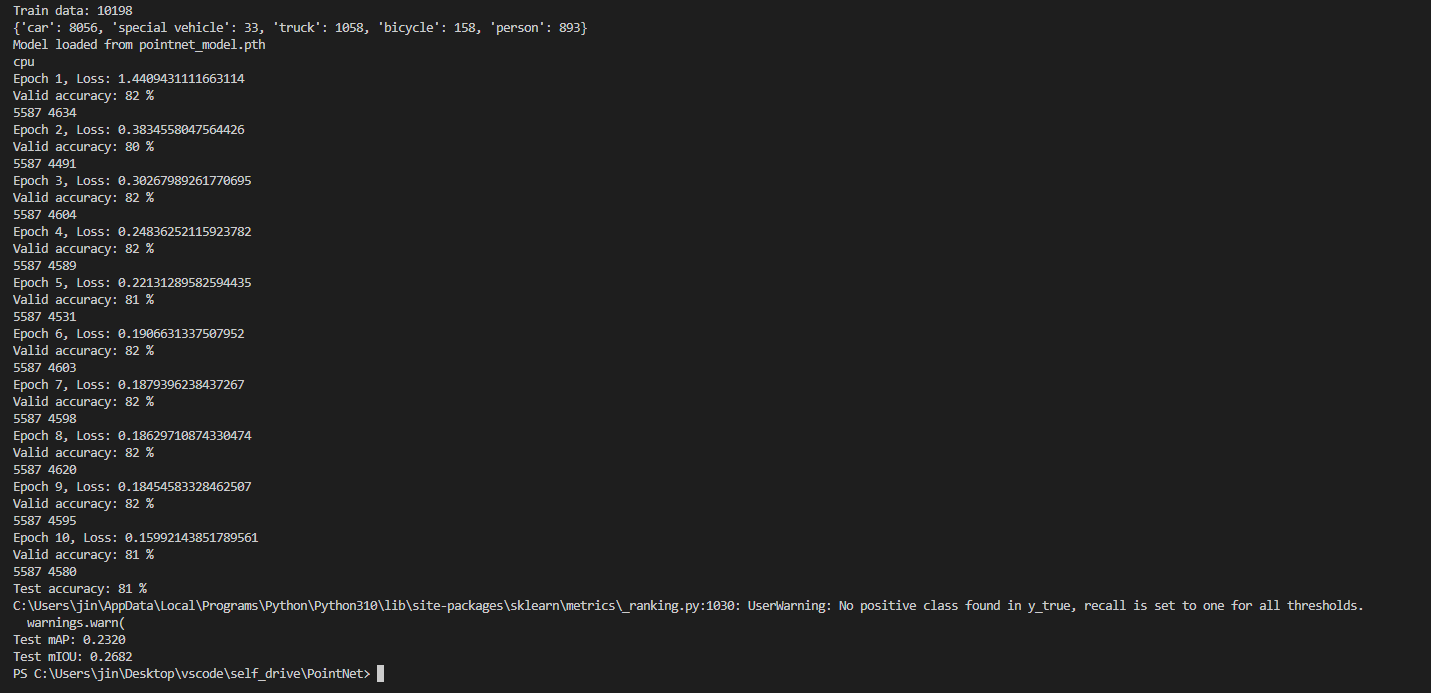 Train data: 10198
{'car': 8056, 'special vehicle': 33, 'truck': 1058, 'bicycle': 158, 'person': 893}
Model loaded from pointnet_model.pth
cpu
Epoch 1, Loss: 1.4409431111663114
Valid accuracy: 82 %
5587 4634
Epoch 2, Loss: 0.3834558047564426
Valid accuracy: 80 %
5587 4491
Epoch 3, Loss: 0.30267989261770695
Valid accuracy: 82 %
5587 4604
Epoch 4, Loss: 0.24836252115923782
Valid accuracy: 82 %
5587 4589
Epoch 5, Loss: 0.22131289582594435
Valid accuracy: 81 %
5587 4531
Epoch 6, Loss: 0.1906631337507952
Valid accuracy: 82 %
5587 4603
Epoch 7, Loss: 0.1879396238437267
Valid accuracy: 82 %
5587 4598
Epoch 8, Loss: 0.18629710874330474
Valid accuracy: 82 %
5587 4620
Epoch 9, Loss: 0.18454583328462507
Valid accuracy: 82 %
5587 4595
Epoch 10, Loss: 0.15992143851789561
Valid accuracy: 81 %
5587 4580
Test accuracy: 81 %
C:\Users\jin\AppData\Local\Programs\Python\Python310\lib\site-packages\sklearn\metrics\_ranking.py:1030: UserWarning: No positive class found in y_true, recall is set to one for all thresholds.
  warnings.warn(
Test mAP: 0.2320
Test mIOU: 0.2682
PS C:\Users\jin\Desktop\vscode\self_drive\PointNet>